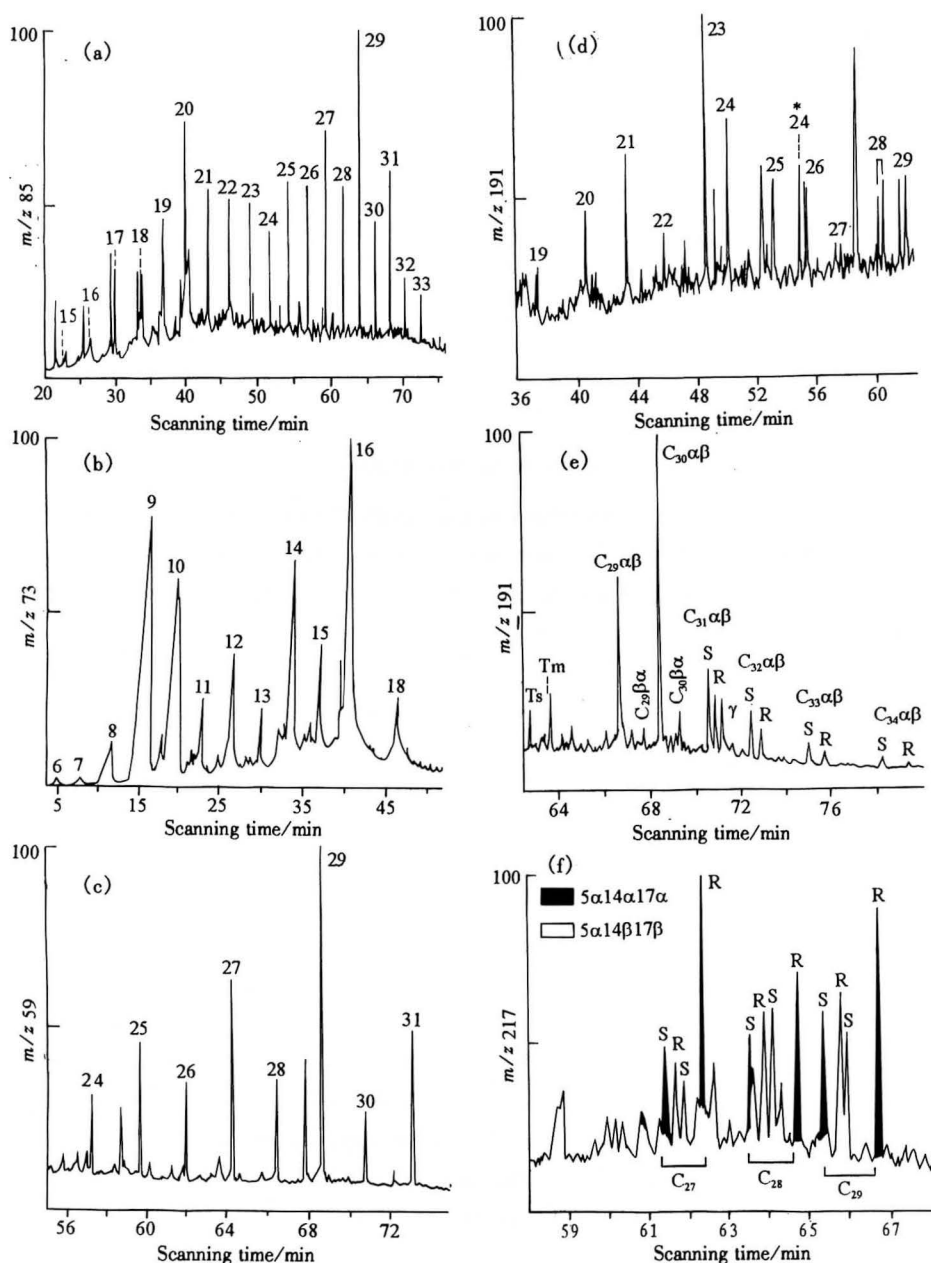 (a)
100
m/z 85
15
16
17
18
19
20
21
22
23
24
25
26
27
28
29
30
31
32
33
20 30 40 50 60 70
Scanning time/min
(b)
100
m/z 73
6
7
8
9
10
11
12
13
14
15
16
18
5 15 25 35 45
Scanning time/min
(c)
100
m/z 59
24
25
26
27
28
29
30
31
56 60 64 68 72
Scanning time/min
(d)
100
m/z 191
19
20
21
22
23
24
25
*
24
26
27
28
29
36 40 44 48 52 56 60
Scanning time/min
(e)
100
m/z 191
Ts
Tm
C₂₉αβ
C₂₉βα
C₃₀αβ
C₃₀βα
C₃₁αβ
S R
γ
C₃₂αβ
S R
C₃₃αβ
S R
C₃₄αβ
S R
64 68 72 76
Scanning time/min
(f)
100
m/z 217
5α14α17α
5α14β17β
S R S R
S R S R
S R S R
C₂₇ C₂₈ C₂₉
59 61 63 65 67
Scanning time/min